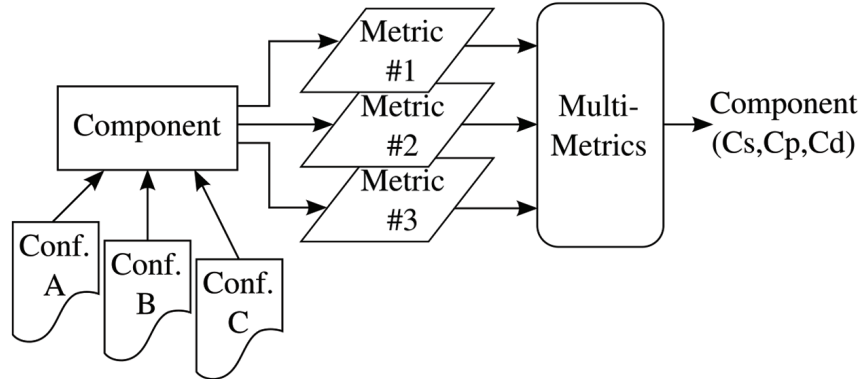 Component
Conf.
A
Conf.
B
Conf.
C
Metric
#1
Metric
#2
Metric
#3
Multi-
Metrics
Component
(Cs,Cp,Cd)